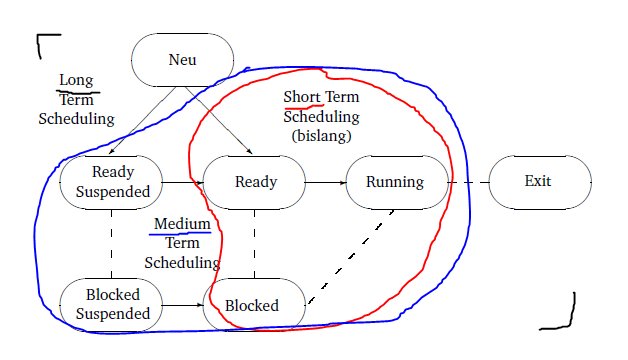 Neu
Long
Term
Scheduling
Short Term
Scheduling
(bislang)
Ready
Suspended
Ready
Running
Exit
Medium
Term
Scheduling
Blocked
Suspended
Blocked